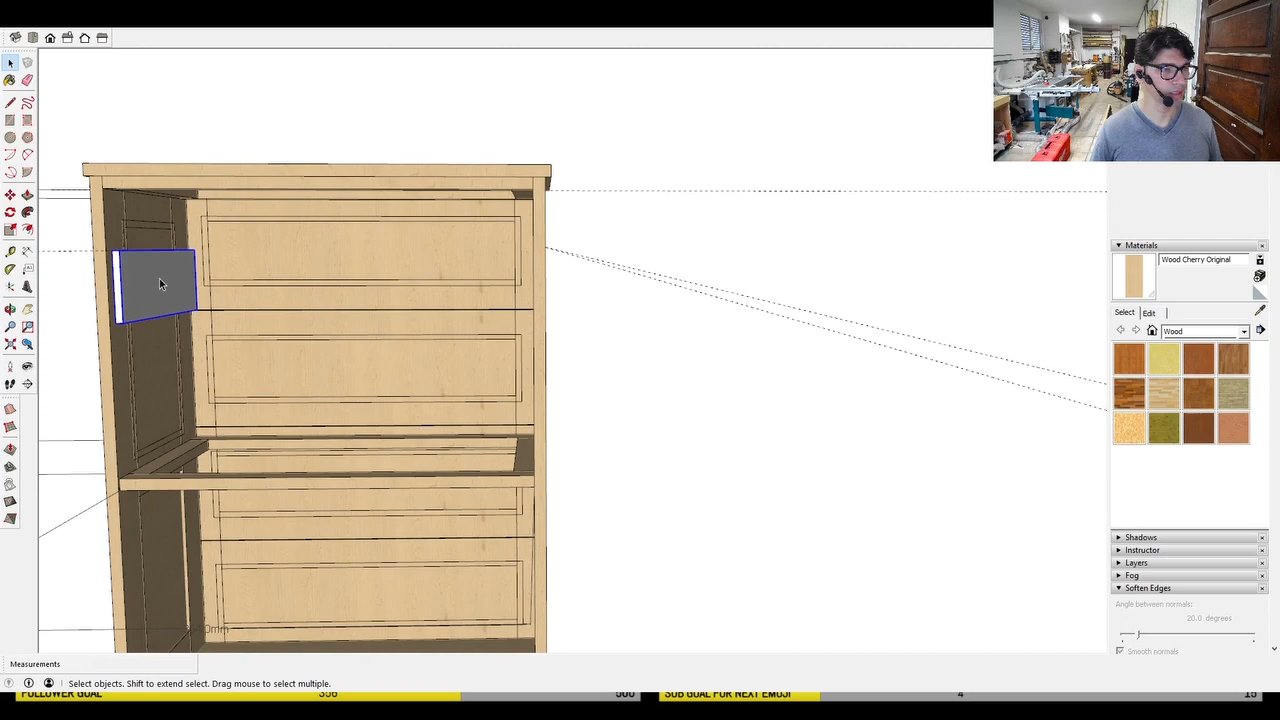 Materials
Wood Cherry Original
Select
Edit
Wood
Shadows
Instructor
Layers
Fog
Soften Edges
Angle between normals:
20.0 degrees
Smooth normals
Measurements
Select objects. Shift to extend select. Drag mouse to select multiple.
FOLLOWER GOAL 356 500 SUB GOAL FOR NEXT EMOJI 4 15